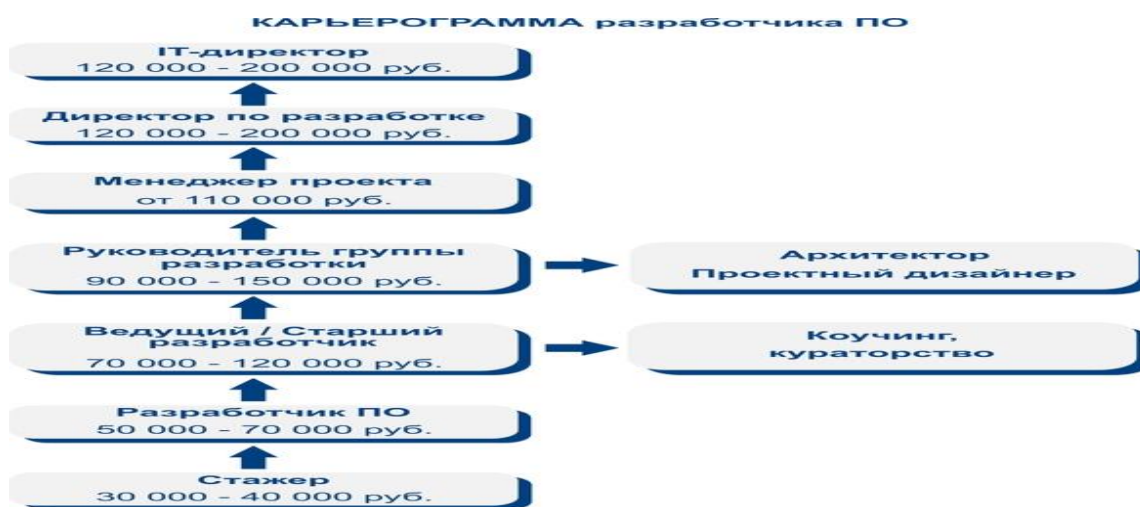 КАРЬЕРОГРАММА разработчика ПО
IT-директор
120 000 - 200 000 руб.
Директор по разработке
120 000 - 200 000 руб.
Менеджер проекта
от 110 000 руб.
Руководитель группы
разработки
90 000 - 150 000 руб.
Архитектор
Проектный дизайнер
Ведущий / Старший
разработчик
70 000 - 120 000 руб.
Коучинг,
кураторство
Разработчик ПО
50 000 - 70 000 руб.
Стажер
30 000 - 40 000 руб.